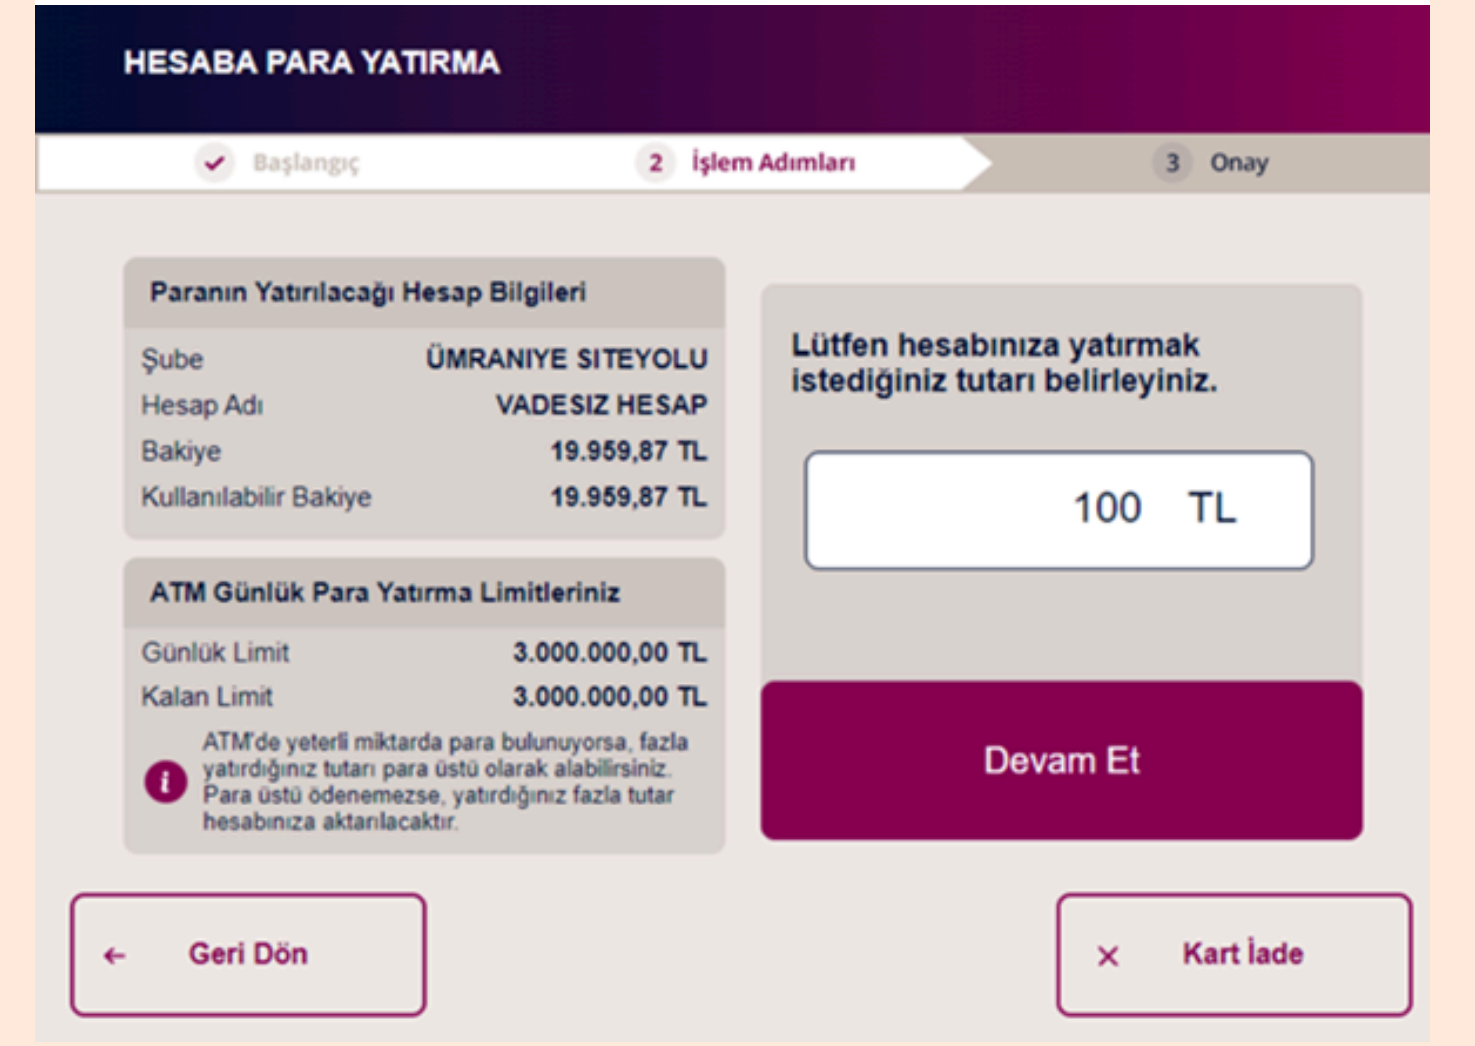 HESABA PARA YATIRMA
Başlangıç
2 İşlem Adımları
3 Onay
Paranın Yatırılacağı Hesap Bilgileri
Şube ÜMRANIYE SITEYOLU
Hesap Adı VADESIZ HESAP
Bakiye 19.959,87 TL
Kullanılabilir Bakiye 19.959,87 TL
ATM Günlük Para Yatırma Limitleriniz
Günlük Limit 3.000.000,00 TL
Kalan Limit 3.000.000,00 TL
i
ATM'de yeterli miktarda para bulunuyorsa, fazla
yatırdığınız tutarı para üstü olarak alabilirsiniz.
Para üstü ödenemezse, yatırdığınız fazla tutar
hesabınıza aktarılacaktır.
Lütfen hesabınıza yatırmak
istediğiniz tutarı belirleyiniz.
100 TL
Devam Et
Geri Dön
Kart İade